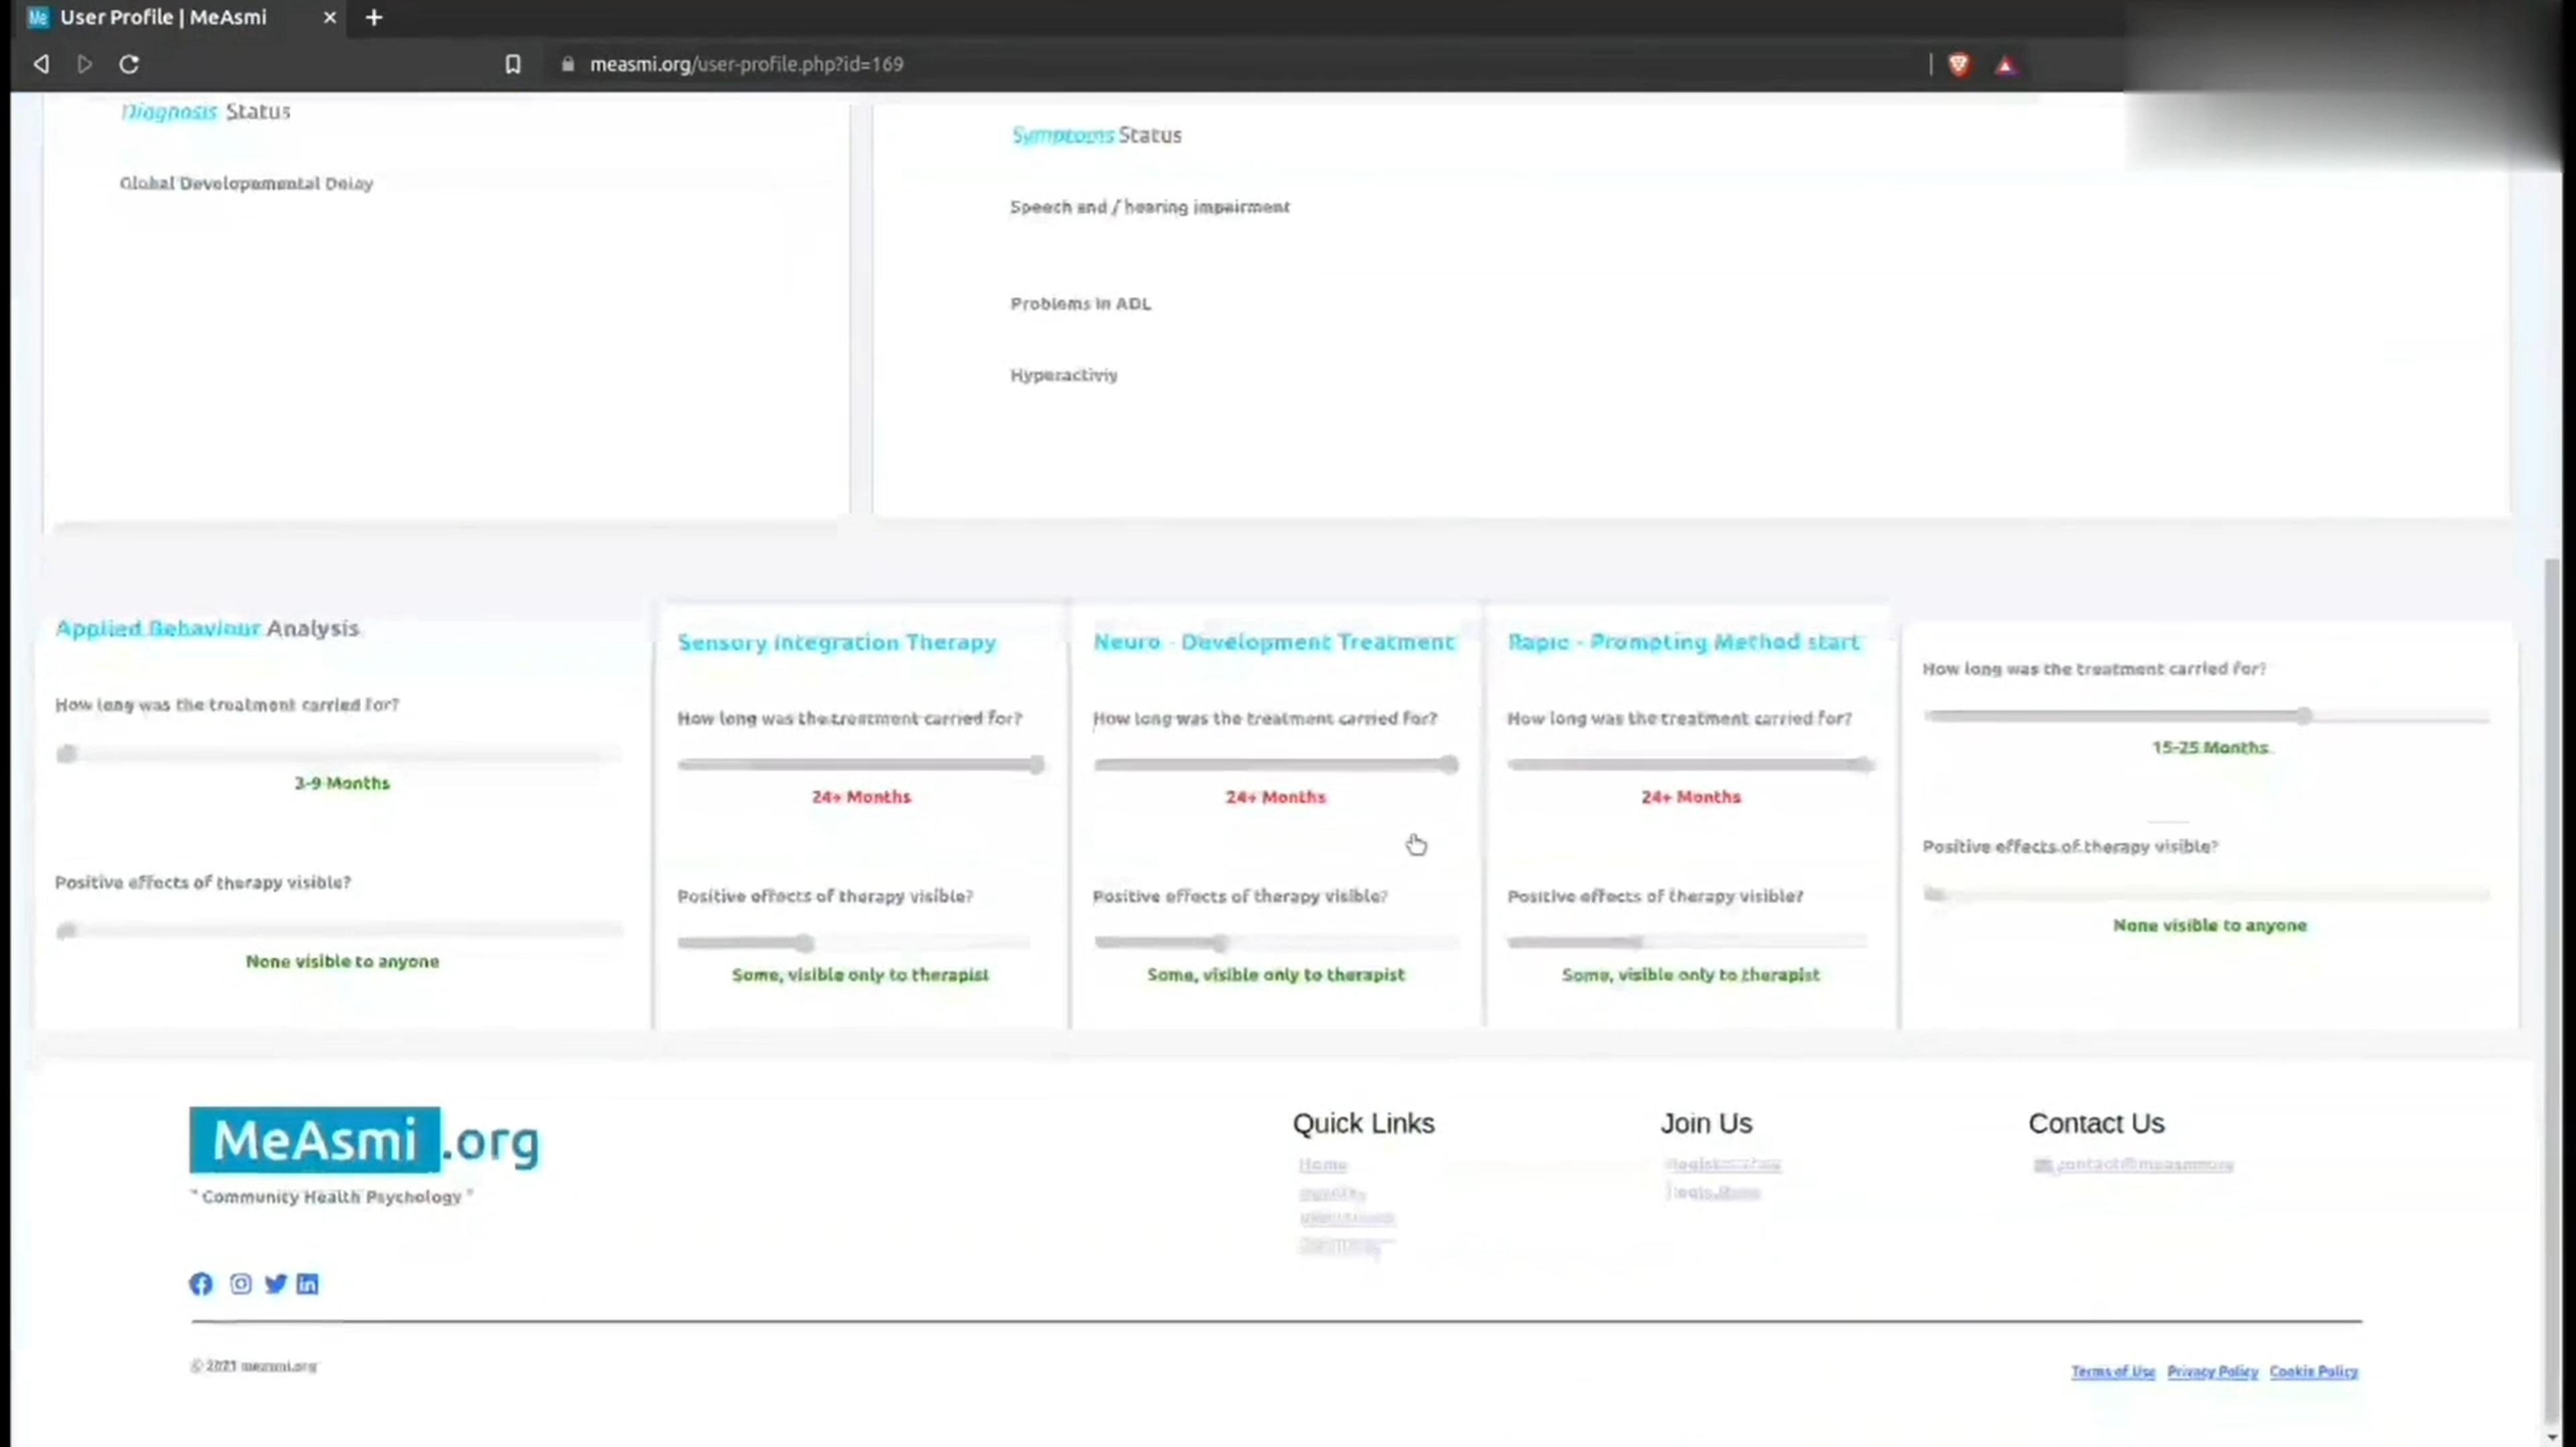 User Profile | MeAsmi
measmi.org/user-profile.php?id=169
Diagnosis Status
Global Developmental Delay
Symptoms Status
Speech and / hearing impairment
Problems in ADL
Hyperactiviy
Applied Behaviour Analysis
How long was the treatment carried for?
3-9 Months
Positive effects of therapy visible?
None visible to anyone
Sensory Integration Therapy
How long was the treatment carried for?
24+ Months
Positive effects of therapy visible?
Some, visible only to therapist
Neuro - Development Treatment
How long was the treatment carried for?
24+ Months
Positive effects of therapy visible?
Some, visible only to therapist
Rapid - Prompting Method start
How long was the treatment carried for?
24+ Months
Positive effects of therapy visible?
Some, visible only to therapist
How long was the treatment carried for?
15-25 Months
Positive effects of therapy visible?
None visible to anyone
MeAsmi.org
" Community Health Psychology "
Quick Links
Home
Join Us
Contact Us
© 2021 measmi.org
Terms of Use Privacy Policy Cookie Policy